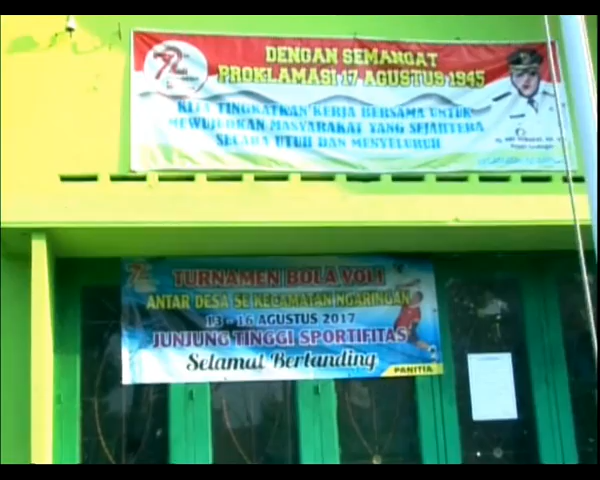 72
DENGAN SEMANGAT
PROKLAMASI 17 AGUSTUS 1945
KITA TINGKATKAN KERJA BERSAMA UNTUK
MEWUJUDKAN MASYARAKAT YANG SEJAHTERA
SECARA UTUH DAN MENYELURUH
TURNAMEN BOLA VOLI
ANTAR DESA SE KECAMATAN NGARINGAN
13 - 16 AGUSTUS 2017
JUNJUNG TINGGI SPORTIFITAS
Selamat Bertanding
PANITIA